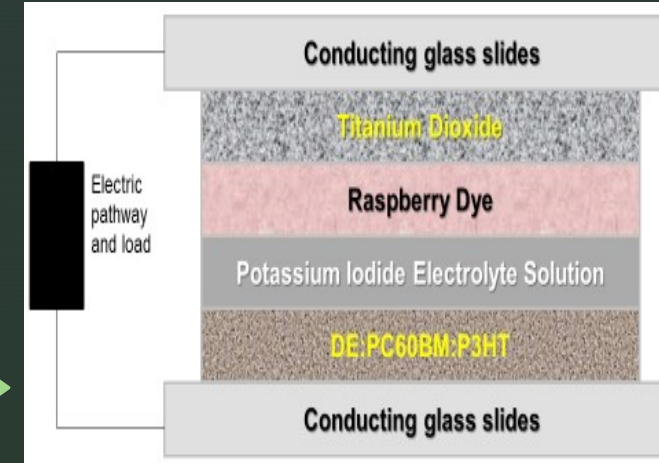 Conducting glass slides
Titanium Dioxide
Electric
pathway
and load
Raspberry Dye
Potassium Iodide Electrolyte Solution
DE:PC60BM:P3HT
Conducting glass slides